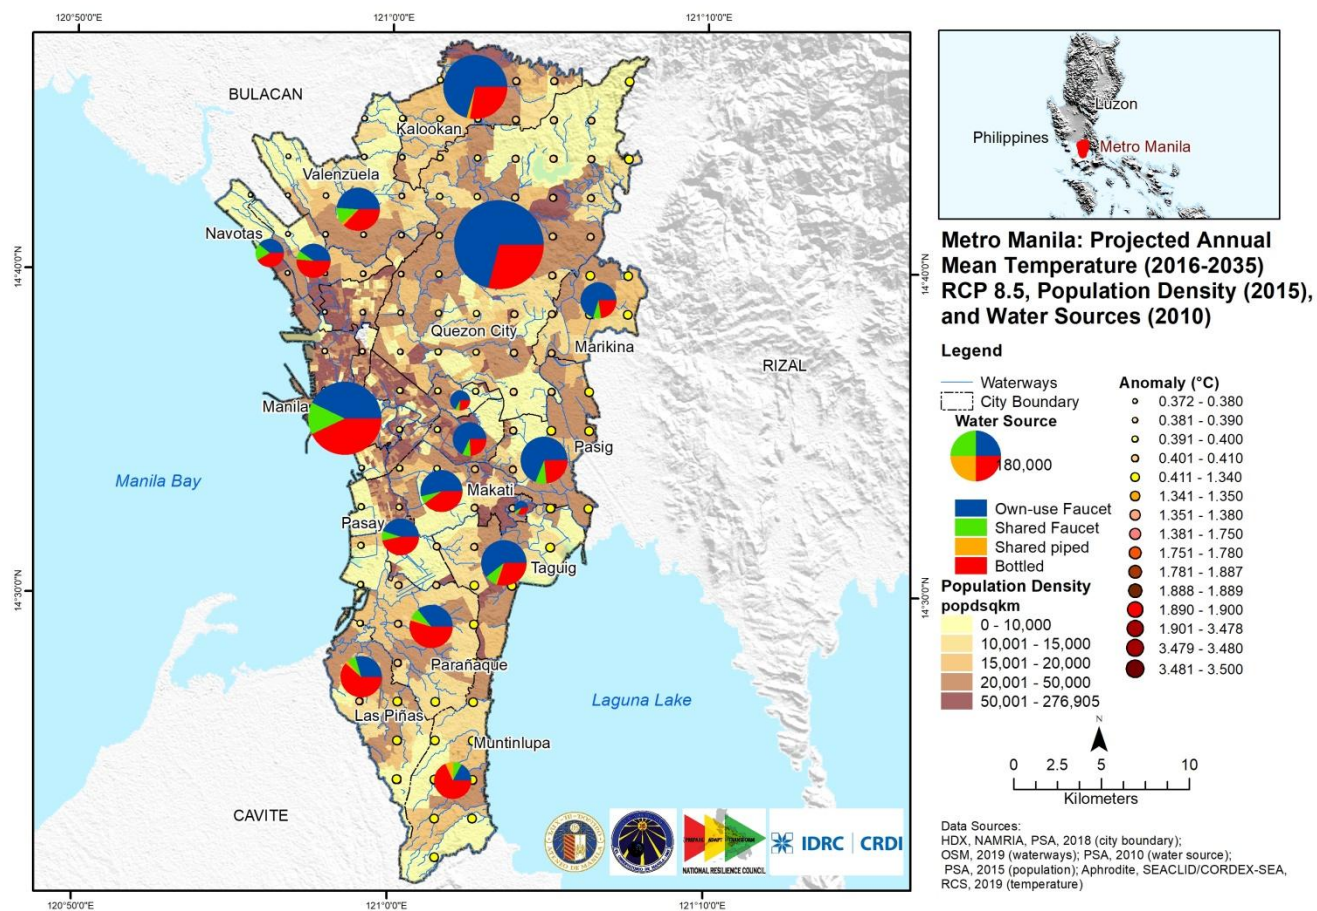 120°50'0"E
121°0'0"E
121°10'0"E
14°40'0"N
14°30'0"N
14°40'0"N
14°30'0"N
120°50'0"E
121°0'0"E
121°10'0"E
BULACAN
Kalookan
Valenzuela
Navotas
Quezon City
Marikina
RIZAL
Manila
Pasig
Manila Bay
Makati
Pasay
Taguig
Parañaque
Laguna Lake
Las Piñas
Muntinlupa
CAVITE
NATIONAL RESILIENCE COUNCIL
IDRC | CRDI
Luzon
Philippines
Metro Manila
Metro Manila: Projected Annual
Mean Temperature (2016-2035)
RCP 8.5, Population Density (2015),
and Water Sources (2010)
Legend
Waterways
City Boundary
Water Source
180,000
Own-use Faucet
Shared Faucet
Shared piped
Bottled
Population Density
popdsqkm
0 - 10,000
10,001 - 15,000
15,001 - 20,000
20,001 - 50,000
50,001 - 276,905
Anomaly (°C)
0.372 - 0.380
0.381 - 0.390
0.391 - 0.400
0.401 - 0.410
0.411 - 1.340
1.341 - 1.350
1.351 - 1.380
1.381 - 1.750
1.751 - 1.780
1.781 - 1.887
1.888 - 1.889
1.890 - 1.900
1.901 - 3.478
3.479 - 3.480
3.481 - 3.500
N
0 2.5 5 10
Kilometers
Data Sources:
HDX, NAMRIA, PSA, 2018 (city boundary);
OSM, 2019 (waterways); PSA, 2010 (water source);
PSA, 2015 (population); Aphrodite, SEACLID/CORDEX-SEA,
RCS, 2019 (temperature)